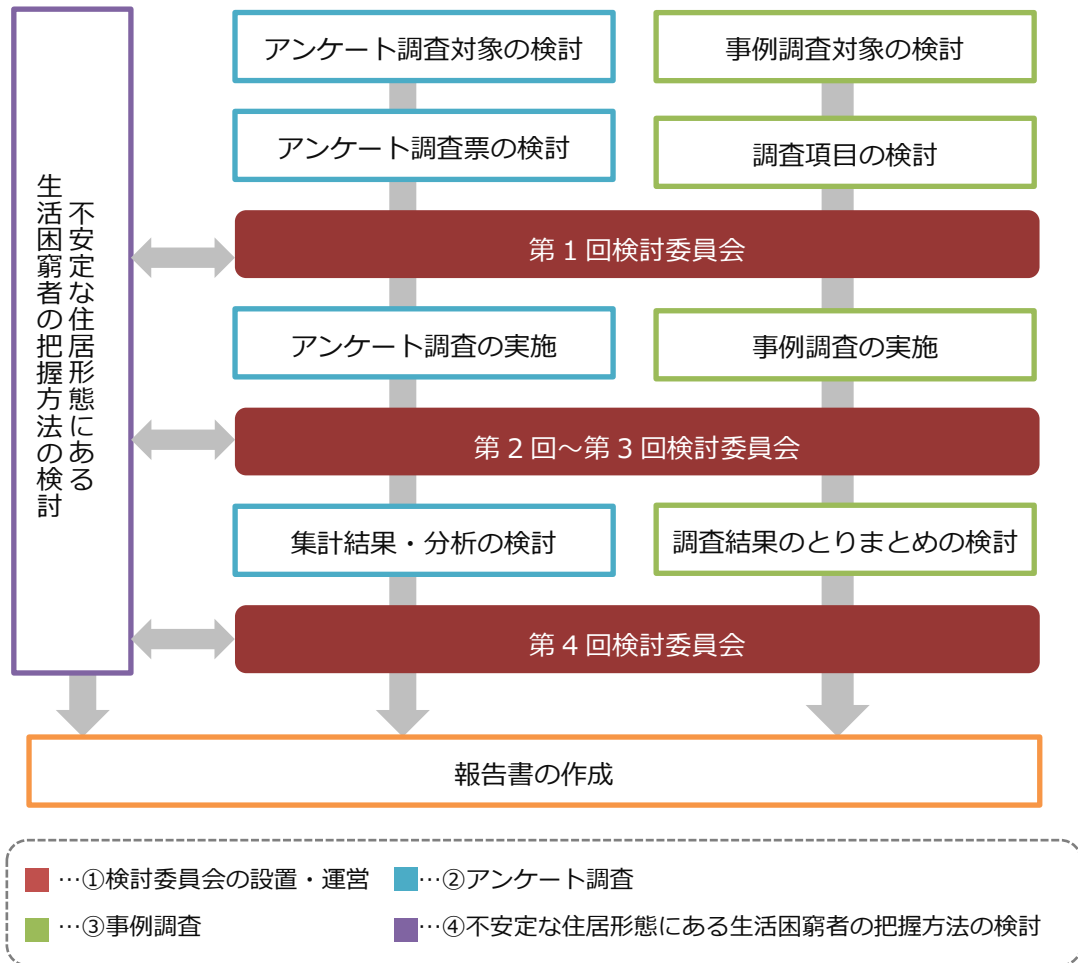 不安定な住居形態にある
生活困窮者の把握方法の検討
アンケート調査対象の検討
事例調査対象の検討
アンケート調査票の検討
調査項目の検討
第1回検討委員会
アンケート調査の実施
事例調査の実施
第2回～第3回検討委員会
集計結果・分析の検討
調査結果のとりまとめの検討
第4回検討委員会
報告書の作成
…①検討委員会の設置・運営
…②アンケート調査
…③事例調査
…④不安定な住居形態にある生活困窮者の把握方法の検討